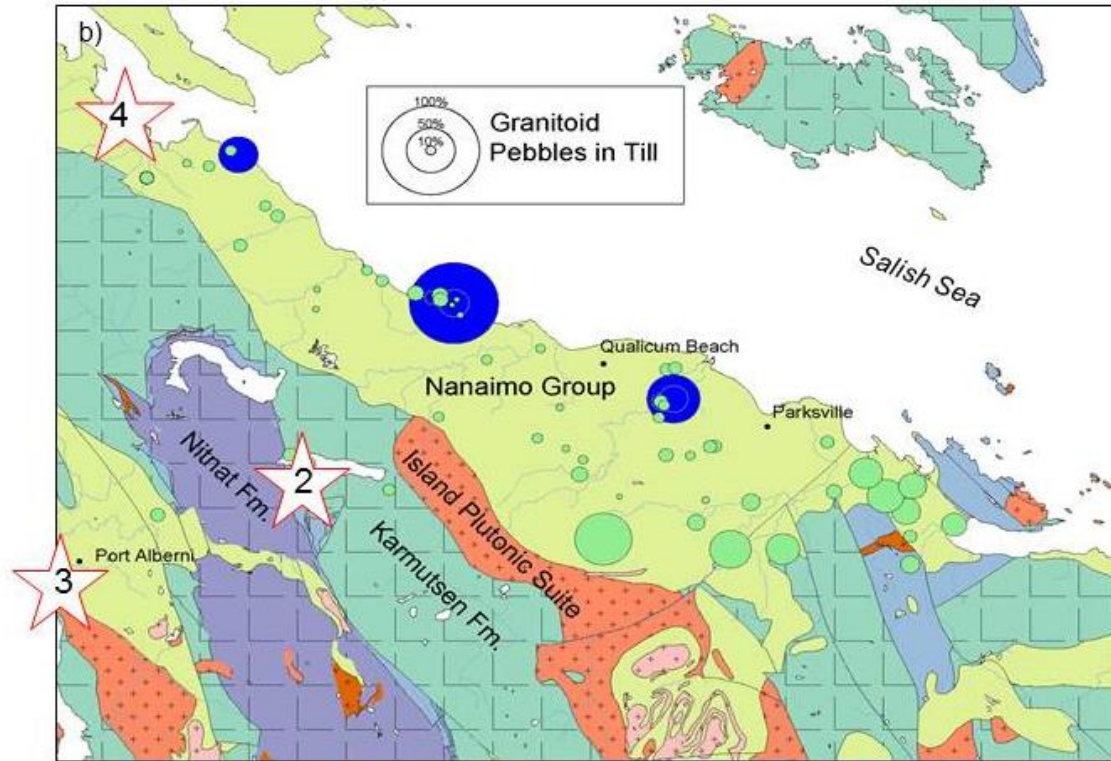 b)
4
100%
50%
10%
Granitoid
Pebbles in Till
Salish Sea
Qualicum Beach
Nanaimo Group
Parksville
Nitnat Fm.
2
Island Plutonic Suite
Karmutsen Fm.
Port Alberni
3